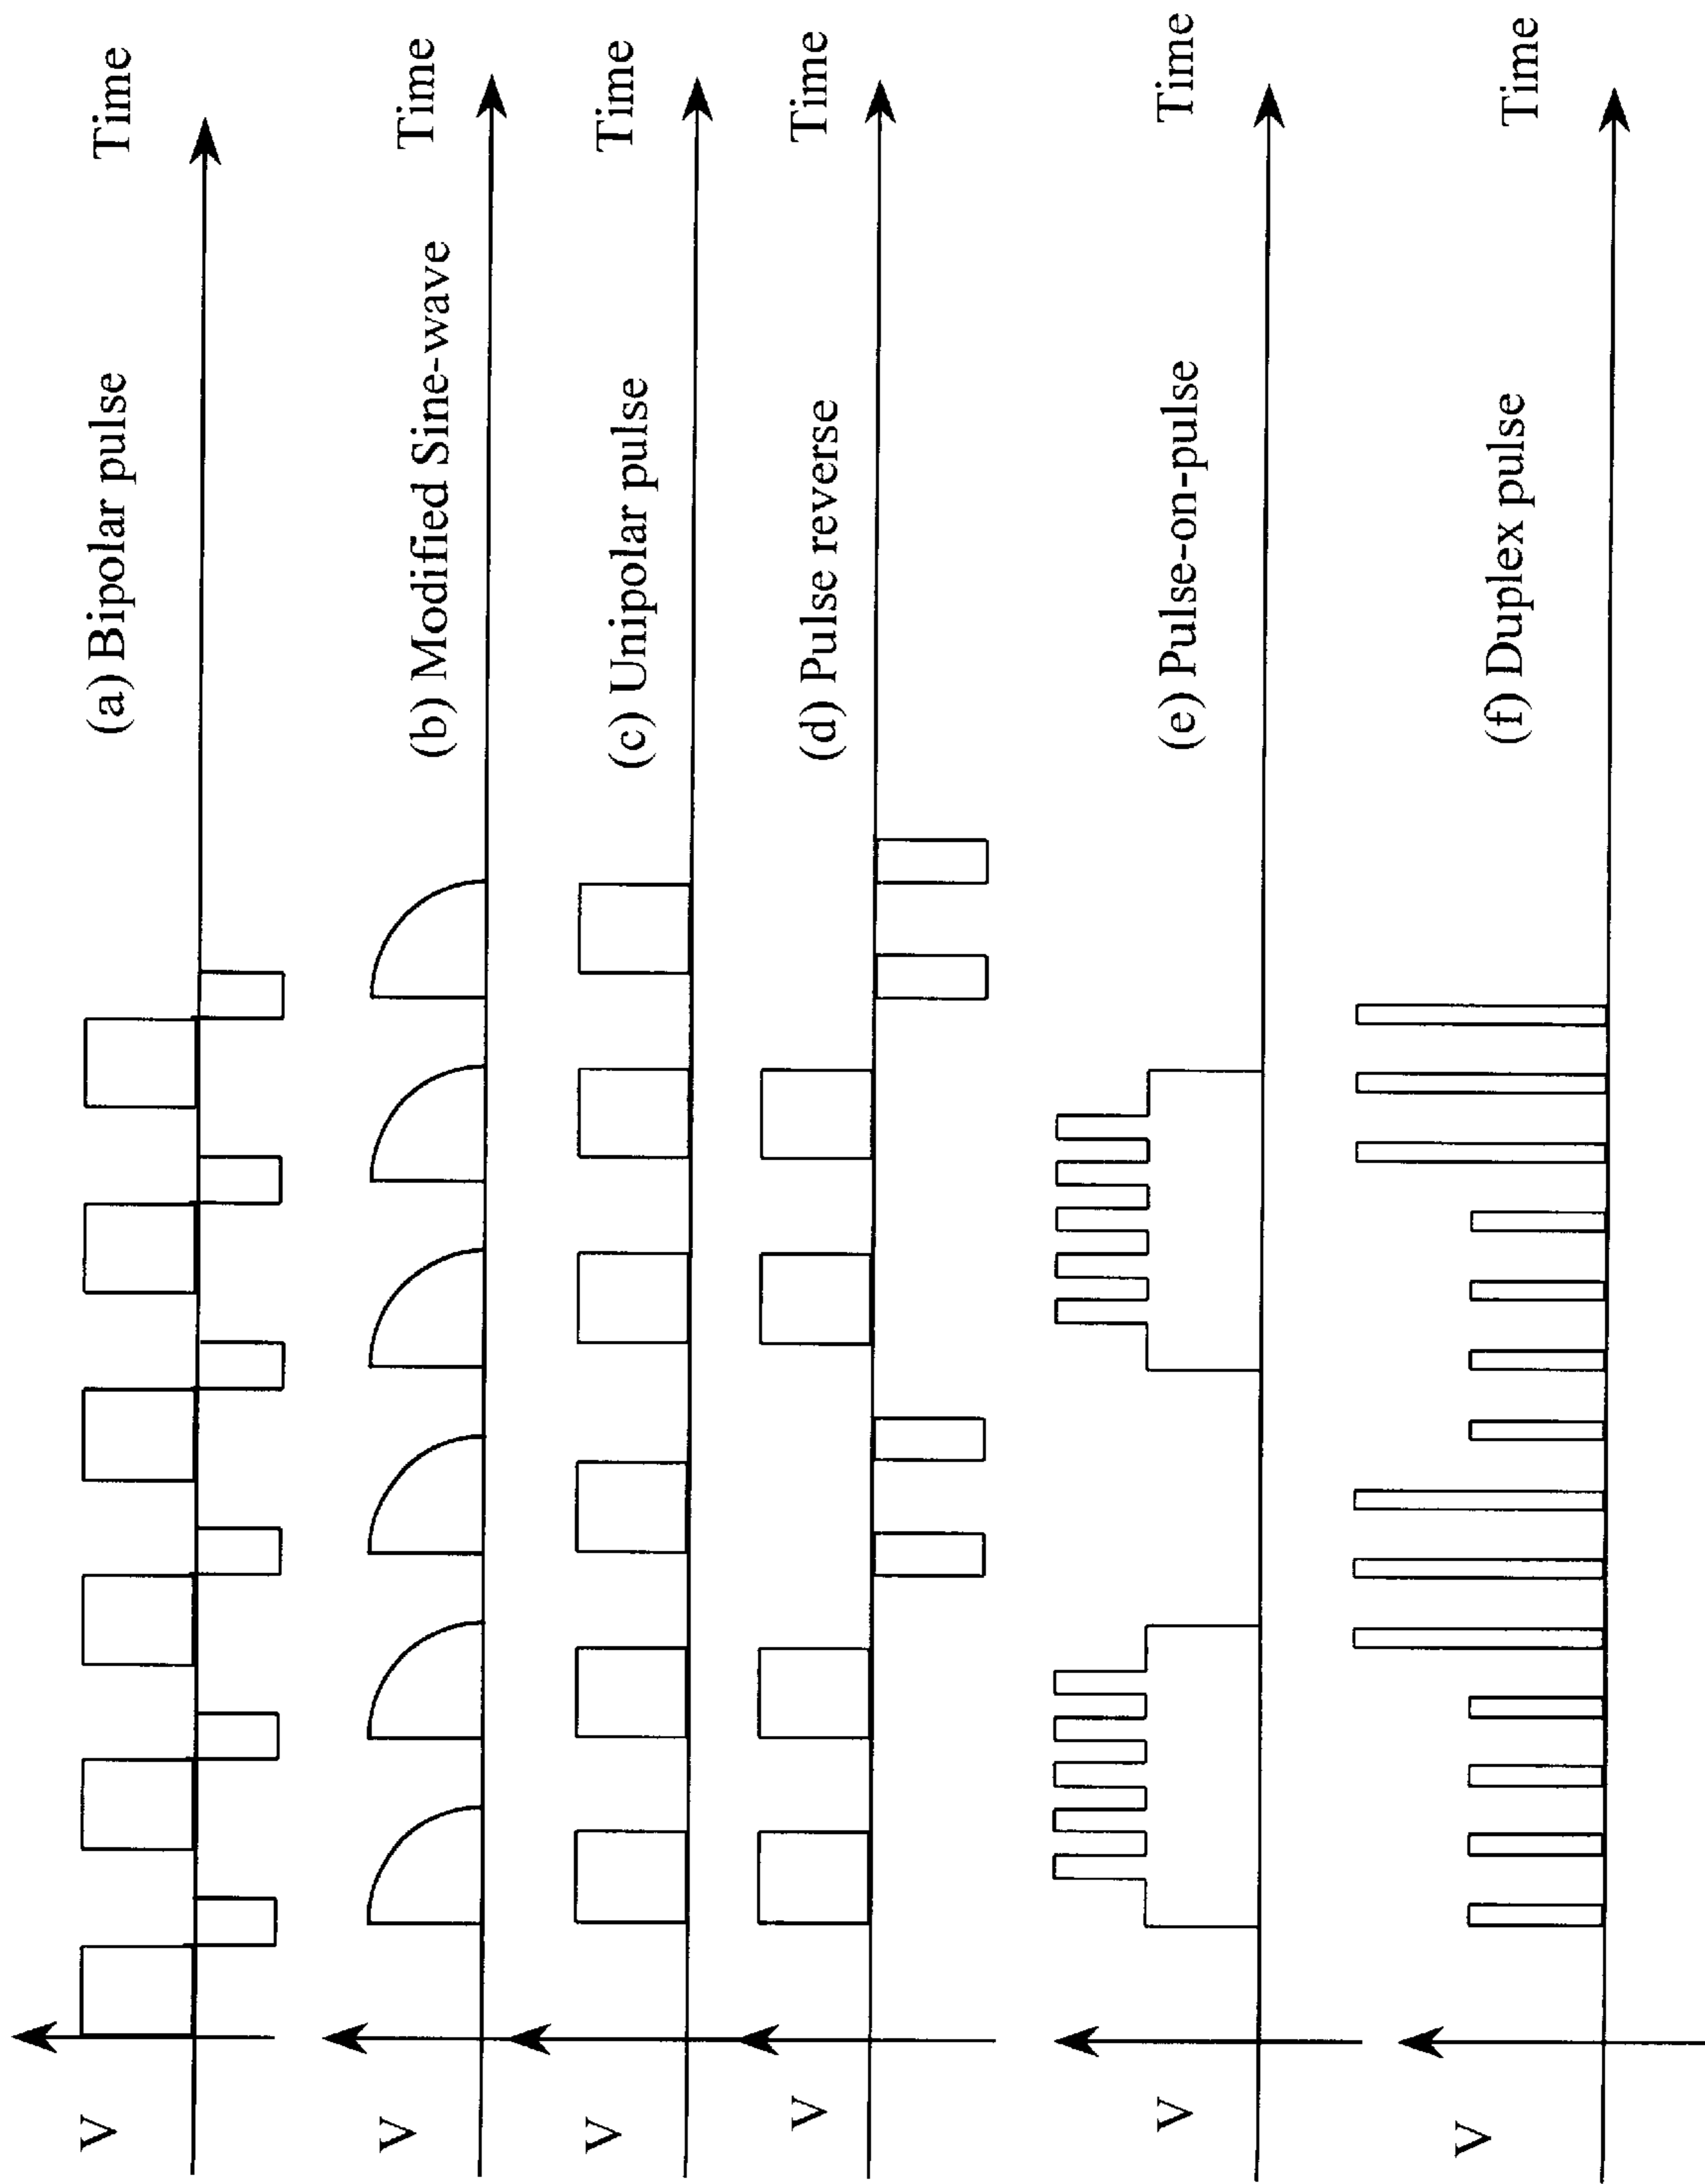 V
(a) Bipolar pulse
Time
V
(b) Modified Sine-wave
Time
V
(c) Unipolar pulse
Time
V
(d) Pulse reverse
Time
V
(e) Pulse-on-pulse
Time
V
(f) Duplex pulse
Time